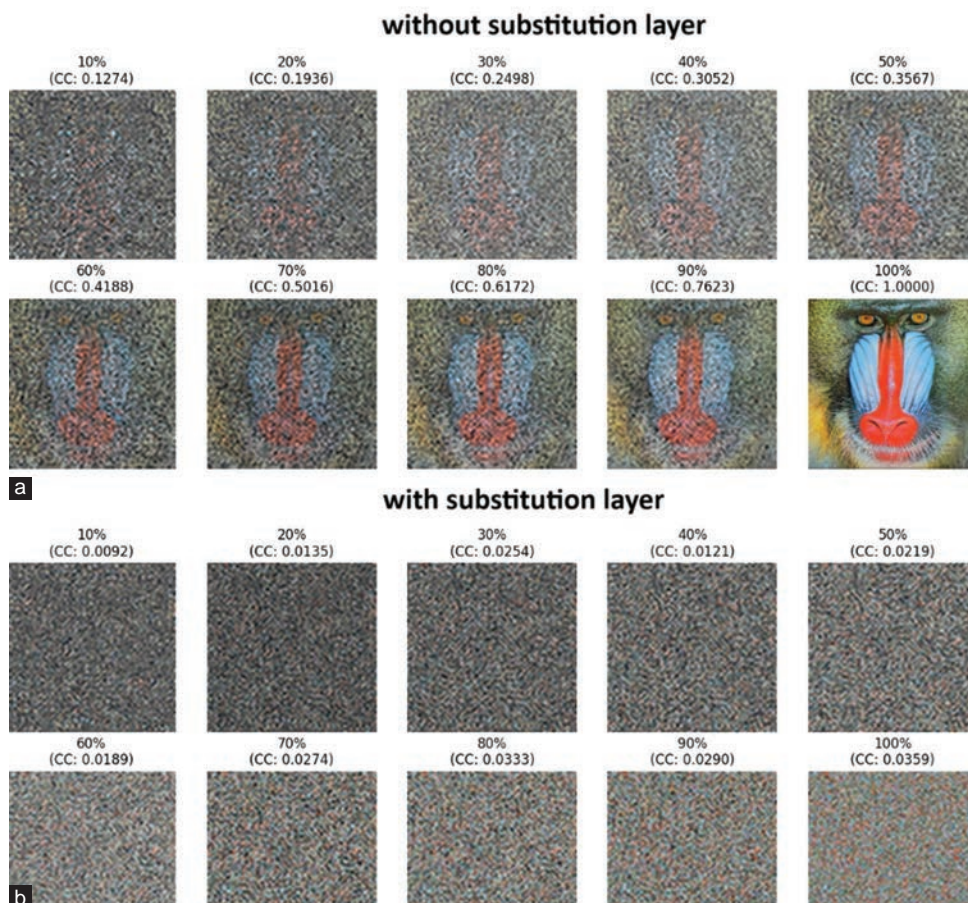 without substitution layer
10% 20% 30% 40% 50%
(CC: 0.1274) (CC: 0.1936) (CC: 0.2498) (CC: 0.3052) (CC: 0.3567)
60% 70% 80% 90% 100%
(CC: 0.4188) (CC: 0.5016) (CC: 0.6172) (CC: 0.7623) (CC: 1.0000)
a
with substitution layer
10% 20% 30% 40% 50%
(CC: 0.0092) (CC: 0.0135) (CC: 0.0254) (CC: 0.0121) (CC: 0.0219)
60% 70% 80% 90% 100%
(CC: 0.0189) (CC: 0.0274) (CC: 0.0333) (CC: 0.0290) (CC: 0.0359)
b